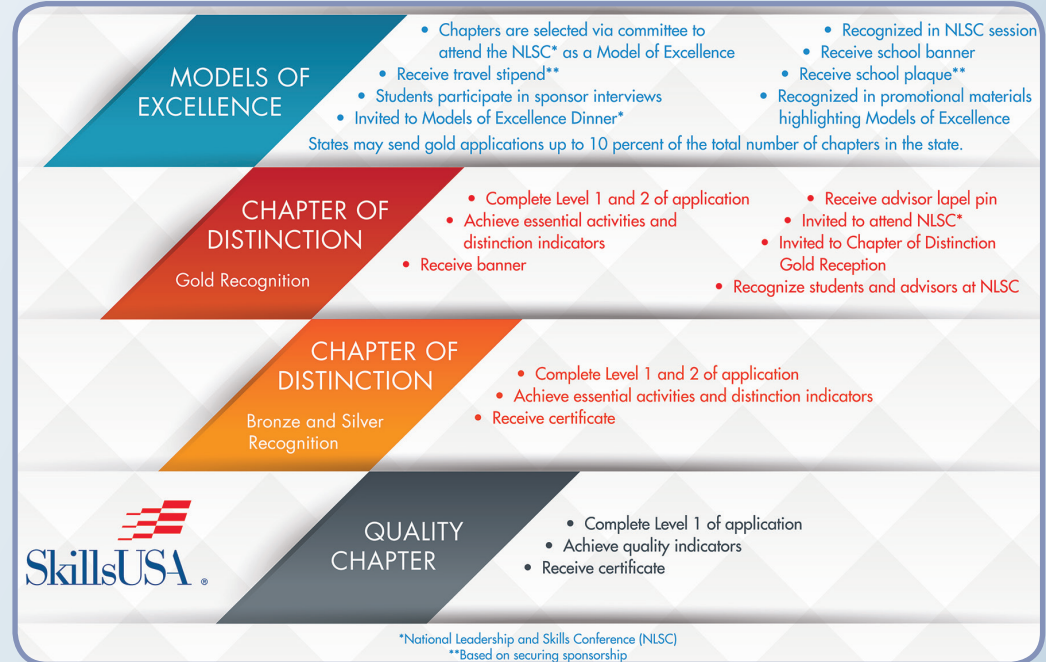 MODELS OF
EXCELLENCE
• Chapters are selected via committee to
attend the NLSC* as a Model of Excellence
• Receive travel stipend**
• Students participate in sponsor interviews
• Invited to Models of Excellence Dinner*
• Recognized in NLSC session
• Receive school banner
• Receive school plaque**
• Recognized in promotional materials
highlighting Models of Excellence
States may send gold applications up to 10 percent of the total number of chapters in the state.
CHAPTER OF
DISTINCTION
Gold Recognition
• Complete Level 1 and 2 of application
• Achieve essential activities and
distinction indicators
• Receive banner
• Receive advisor lapel pin
• Invited to attend NLSC*
• Invited to Chapter of Distinction
Gold Reception
• Recognize students and advisors at NLSC
CHAPTER OF
DISTINCTION
Bronze and Silver
Recognition
• Complete Level 1 and 2 of application
• Achieve essential activities and distinction indicators
• Receive certificate
SkillsUSA ®
QUALITY
CHAPTER
• Complete Level 1 of application
• Achieve quality indicators
• Receive certificate
*National Leadership and Skills Conference (NLSC)
**Based on securing sponsorship